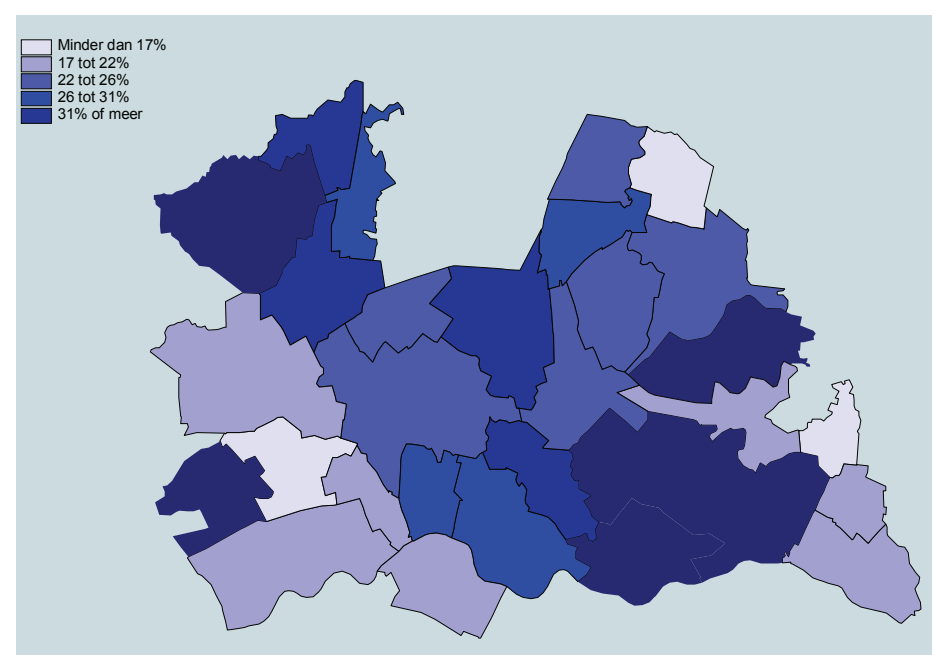 Minder dan 17%
17 tot 22%
22 tot 26%
26 tot 31%
31% of meer